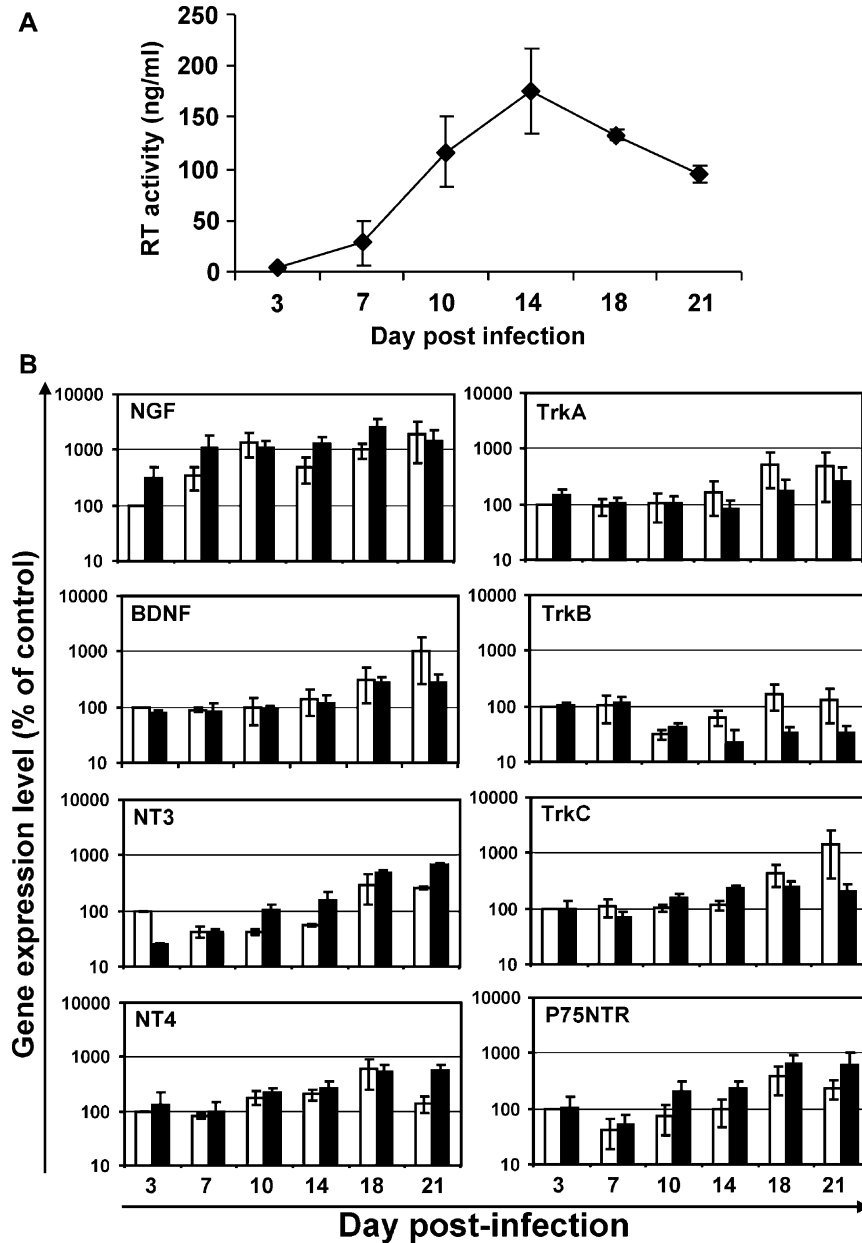 A
RT activity (ng/ml)
250
200
150
100
50
0
3 7 10 14 18 21
Day post infection
B
Gene expression level (% of control)
10000
1000
100
10
NGF
10000
1000
100
10
TrkA
10000
1000
100
10
BDNF
10000
1000
100
10
TrkB
10000
1000
100
10
NT3
10000
1000
100
10
TrkC
10000
1000
100
10
NT4
10000
1000
100
10
P75NTR
3 7 10 14 18 21
3 7 10 14 18 21
Day post-infection